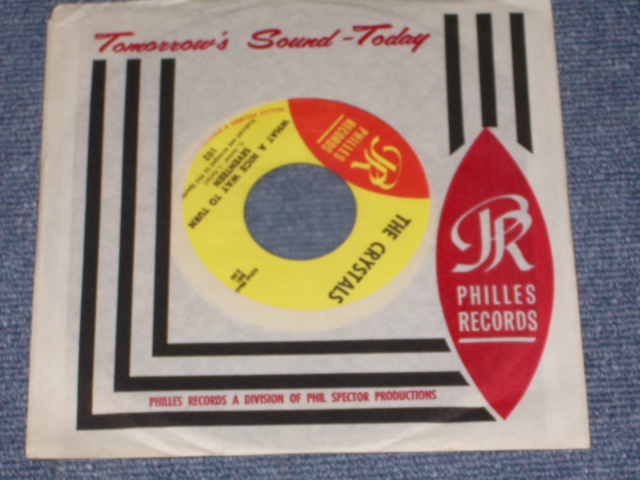 Tomorrow's Sound - Today
PHILLES
RECORDS
WHAT A NICE WAY TO TURN
SEVENTEEN
102
THE CRYSTALS
PHILLES
RECORDS
PHILLES RECORDS A DIVISION OF PHIL SPECTOR PRODUCTIONS